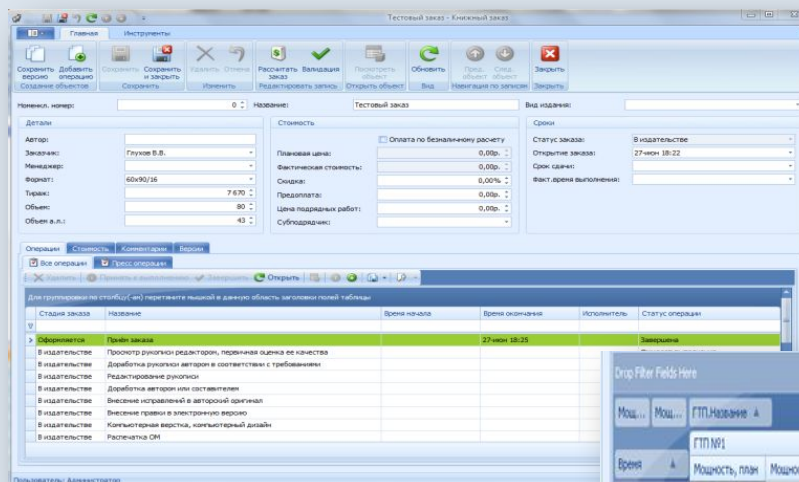 Тестовый заказ - Книжный заказ
Главная Инструменты
Сохранить версию Добавить операцию Сохранить Сохранить и закрыть Удалить Отмена Рассчитать заказ Валидация Посмотреть объект Обновить Пред. объект След. объект Закрыть
Создание объектов Сохранить Изменить Редактировать запись Открыть объект Вид Навигация по записям Закрыть
Номенкл. номер: 0 Название: Тестовый заказ Вид издания:
Детали Стоимость Сроки
Автор: Оплата по безналичному расчету Статус заказа: В издательстве
Заказчик: Глухов В.В. Плановая цена: 0,00р. Открытие заказа: 27-июн 18:22
Менеджер: Фактическая стоимость: 0,00р. Срок сдачи:
Формат: 60x90/16 Скидка: 0,00% Факт.время выполнения:
Тираж: 7 670 Предоплата: 0,00р.
Объем: 80 Цена подрядных работ: 0,00р.
Объем а.л.: 43 Субподрядчик:
Операции Стоимость Комментарии Версии
Все операции Пресс операции
Удалить Принять к выполнению Завершить Открыть
Для группировки по столбцу(-ам) перетяните мышкой в данную область заголовки полей таблицы
Стадия заказа Название Время начала Время окончания Исполнитель Статус операции
Оформляется Приём заказа 27-июн 18:25 Завершена
В издательстве Просмотр рукописи редактором, первичная оценка ее качества
В издательстве Доработка рукописи автором в соответствии с требованиями
В издательстве Редактирование рукописи
В издательстве Доработка автором или составителем
В издательстве Внесение исправлений в авторский оригинал
В издательстве Внесение правки в электронную версию
В издательстве Компьютерная верстка, компьютерный дизайн
В издательстве Распечатка ОМ
Пользователь: Администратор
Drop Filter Fields Here
Мощ... Мощ... ГТП.Название
ГТП №1
Время Мощность, план